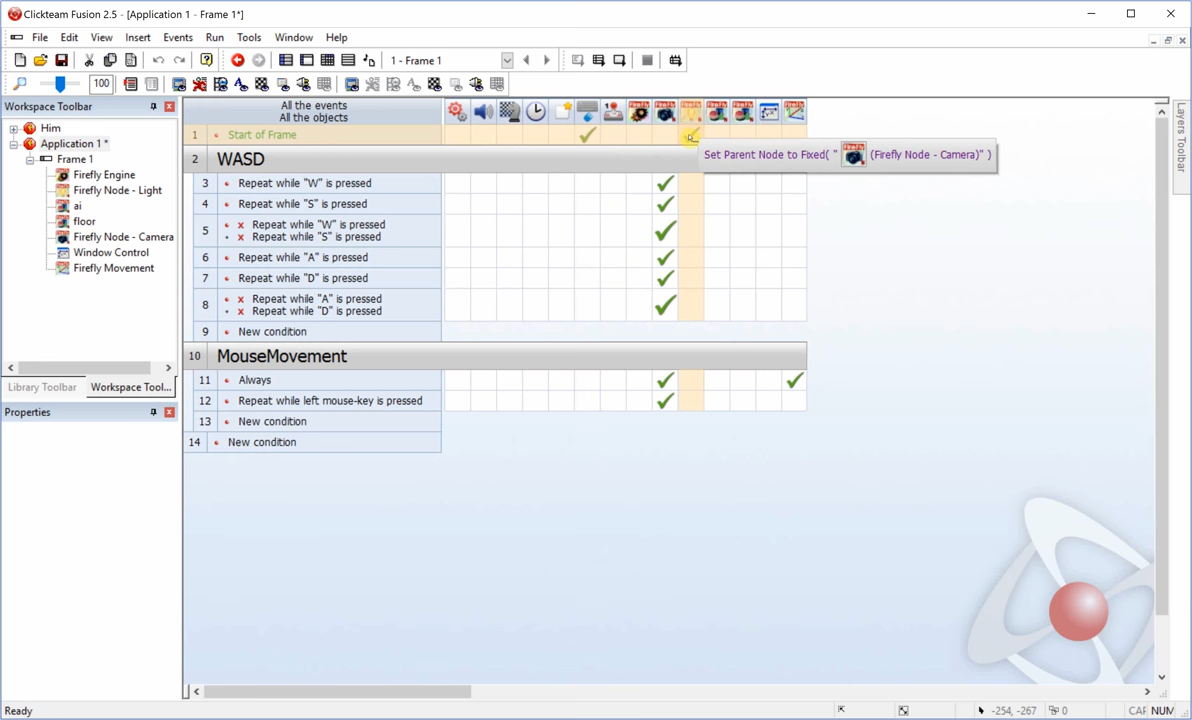 Clickteam Fusion 2.5 - [Application 1 - Frame 1*]
File Edit View Insert Events Run Tools Window Help
1 - Frame 1
100
Workspace Toolbar
Him
Application 1 *
Frame 1
Firefly Engine
Firefly Node - Light
ai
floor
Firefly Node - Camera
Window Control
Firefly Movement
Library Toolbar Workspace Tool...
Properties
All the events
All the objects
1 Start of Frame
Set Parent Node to Fixed( " (Firefly Node - Camera)" )
2 WASD
3 Repeat while "W" is pressed
4 Repeat while "S" is pressed
5 X Repeat while "W" is pressed
+ X Repeat while "S" is pressed
6 Repeat while "A" is pressed
7 Repeat while "D" is pressed
8 X Repeat while "A" is pressed
+ X Repeat while "D" is pressed
9 New condition
10 MouseMovement
11 Always
12 Repeat while left mouse-key is pressed
13 New condition
14 New condition
Layers Toolbar
Ready
-254, -267
0
CAP NUM